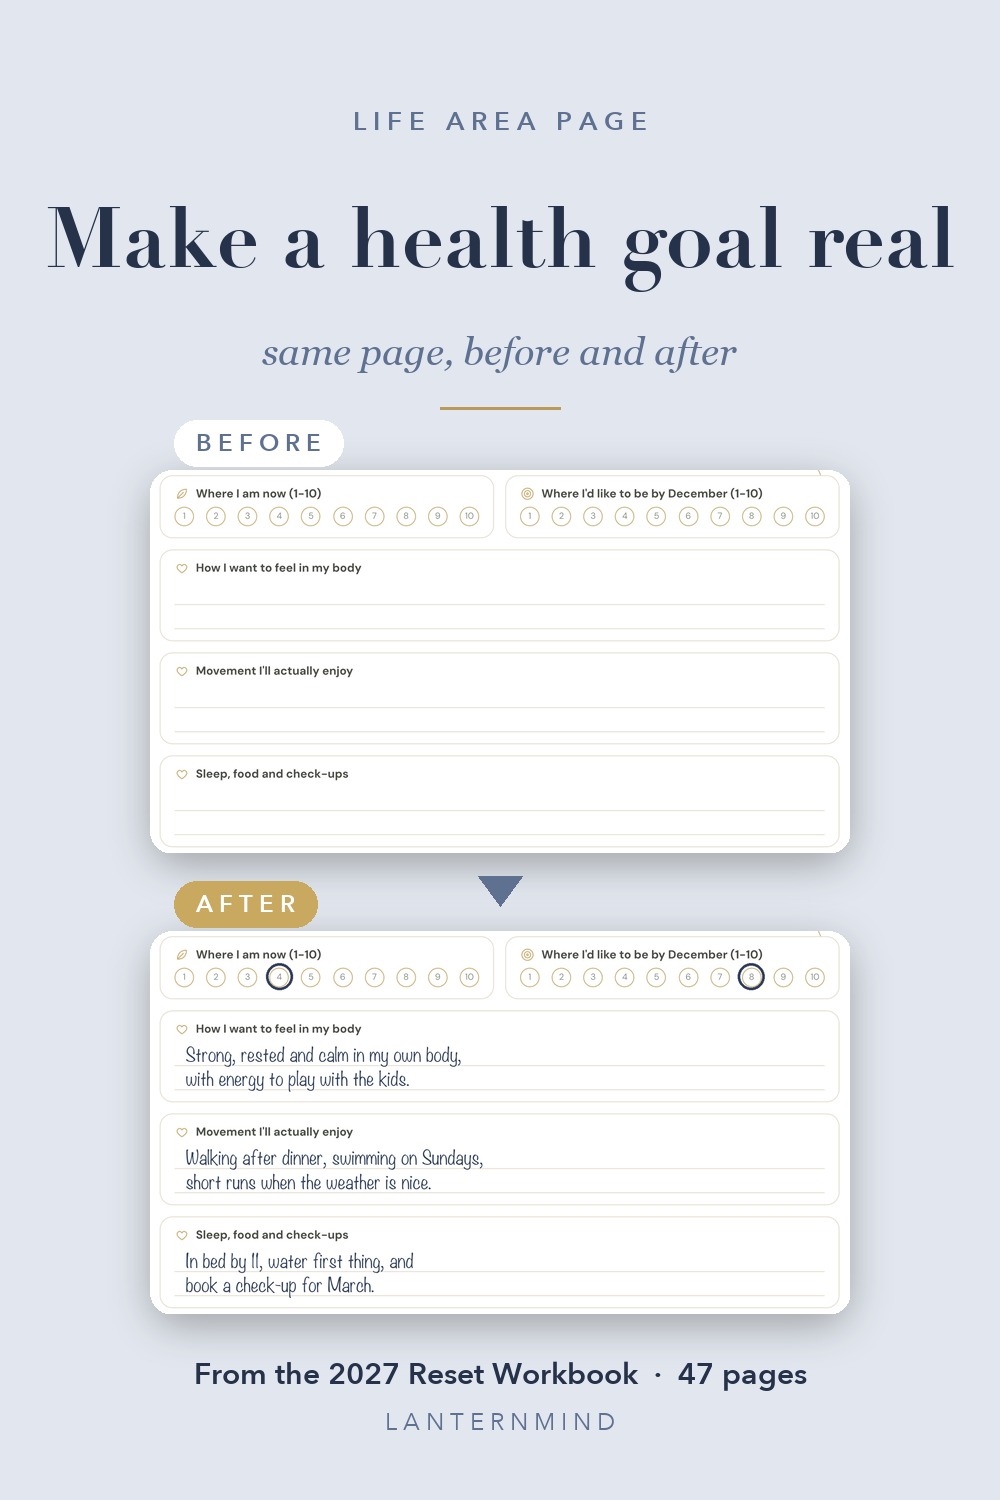 LIFE AREA PAGE
Make a health goal real
same page, before and after
BEFORE
Where I am now (1-10)
1 2 3 4 5 6 7 8 9 10
Where I'd like to be by December (1-10)
1 2 3 4 5 6 7 8 9 10
How I want to feel in my body
Movement I'll actually enjoy
Sleep, food and check-ups
AFTER
Where I am now (1-10)
1 2 3 4 5 6 7 8 9 10
Where I'd like to be by December (1-10)
1 2 3 4 5 6 7 8 9 10
How I want to feel in my body
Strong, rested and calm in my own body,
with energy to play with the kids.
Movement I'll actually enjoy
Walking after dinner, swimming on Sundays,
short runs when the weather is nice.
Sleep, food and check-ups
In bed by 11, water first thing, and
book a check-up for March.
From the 2027 Reset Workbook · 47 pages
LANTERNMIND